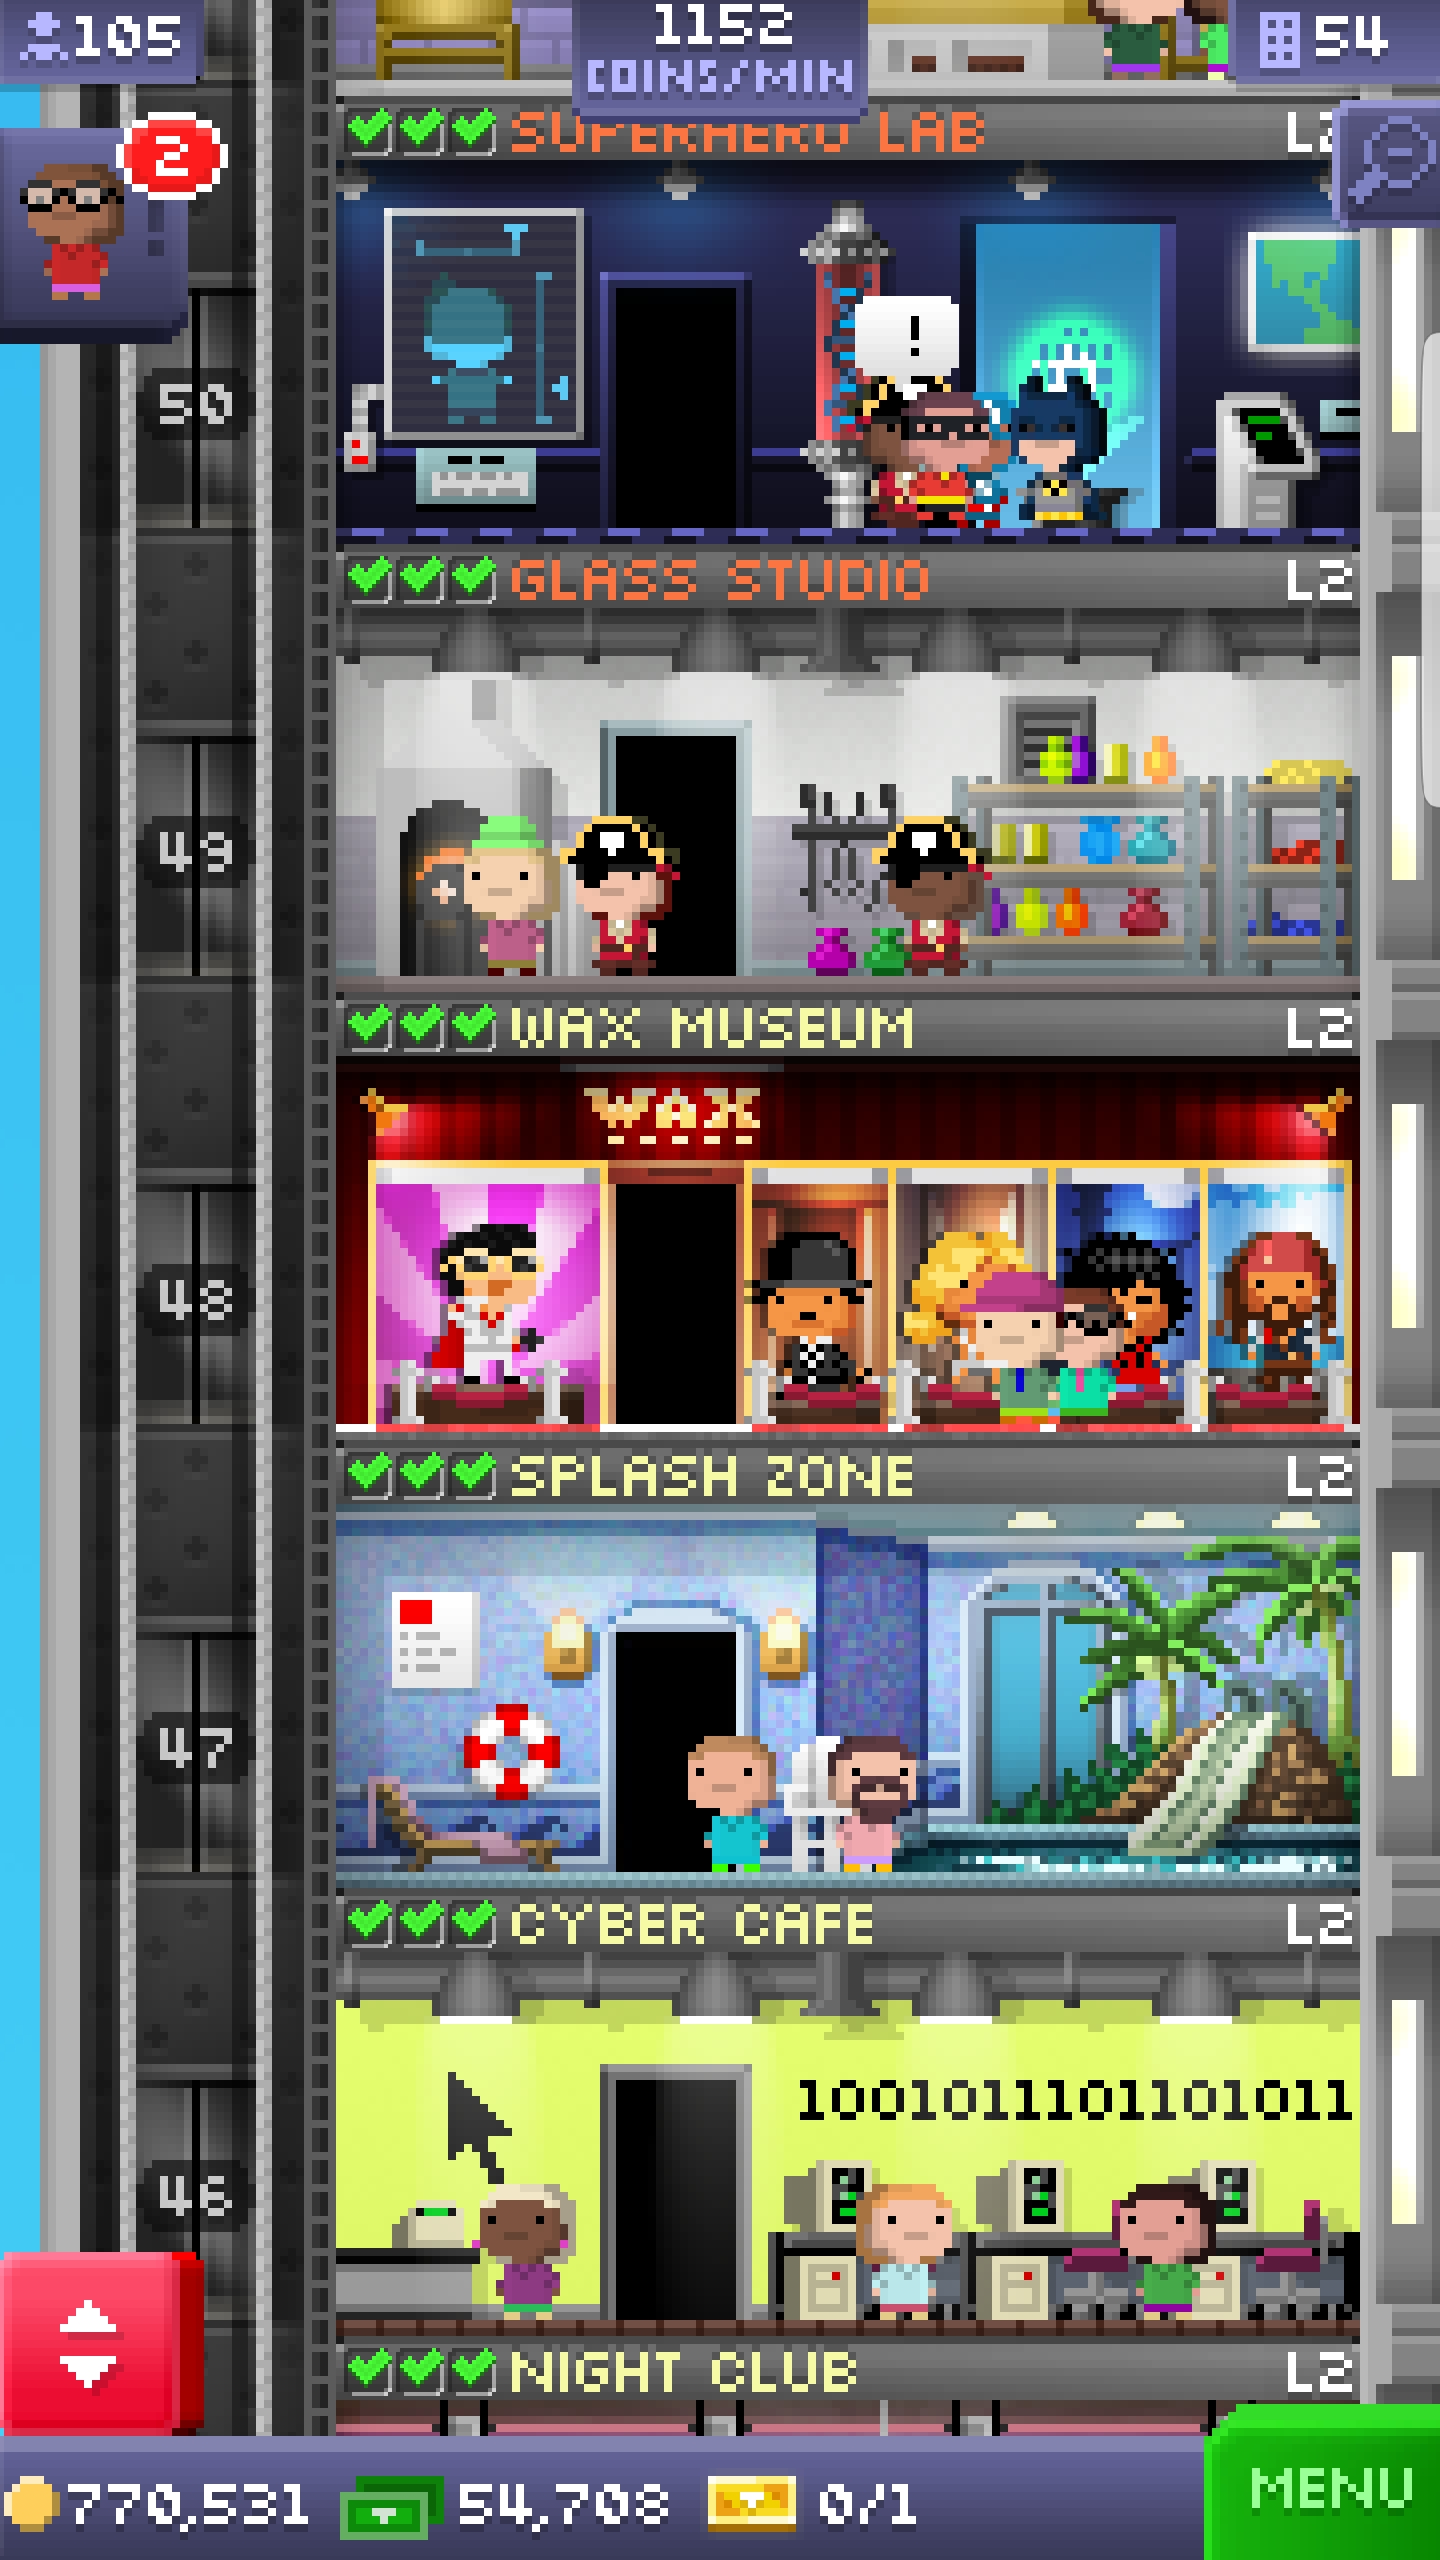 105
1152
COINS/MIN
54
2
SUPERHERO LAB L2
!
50
GLASS STUDIO L2
49
WAX MUSEUM L2
WAX
48
SPLASH ZONE L2
47
CYBER CAFE L2
10010111101101011
46
NIGHT CLUB L2
770,531 54,708 0/1 MENU